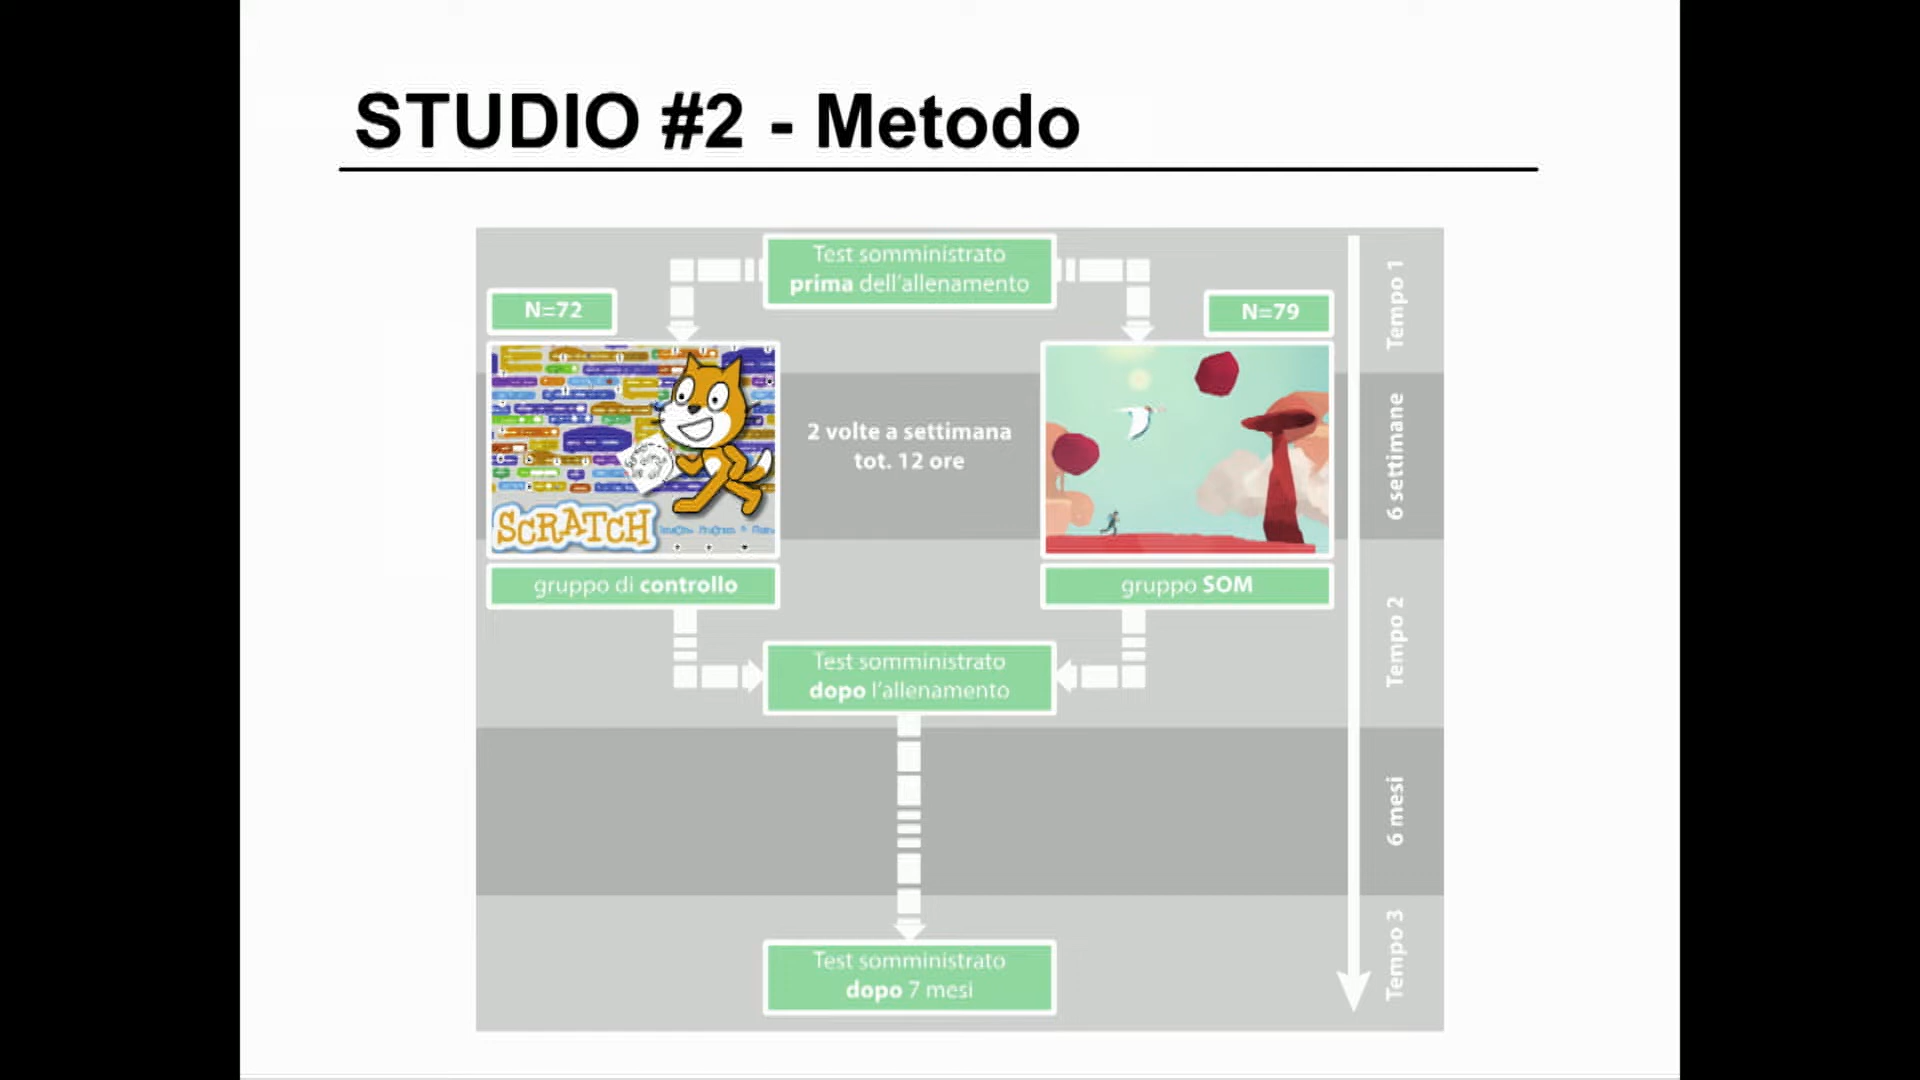 STUDIO #2 - Metodo
Test somministrato
prima dell'allenamento
N=72
N=79
Tempo 1
2 volte a settimana
tot. 12 ore
6 settimane
SCRATCH
gruppo di controllo
gruppo SOM
Test somministrato
dopo l'allenamento
Tempo 2
6 mesi
Test somministrato
dopo 7 mesi
Tempo 3